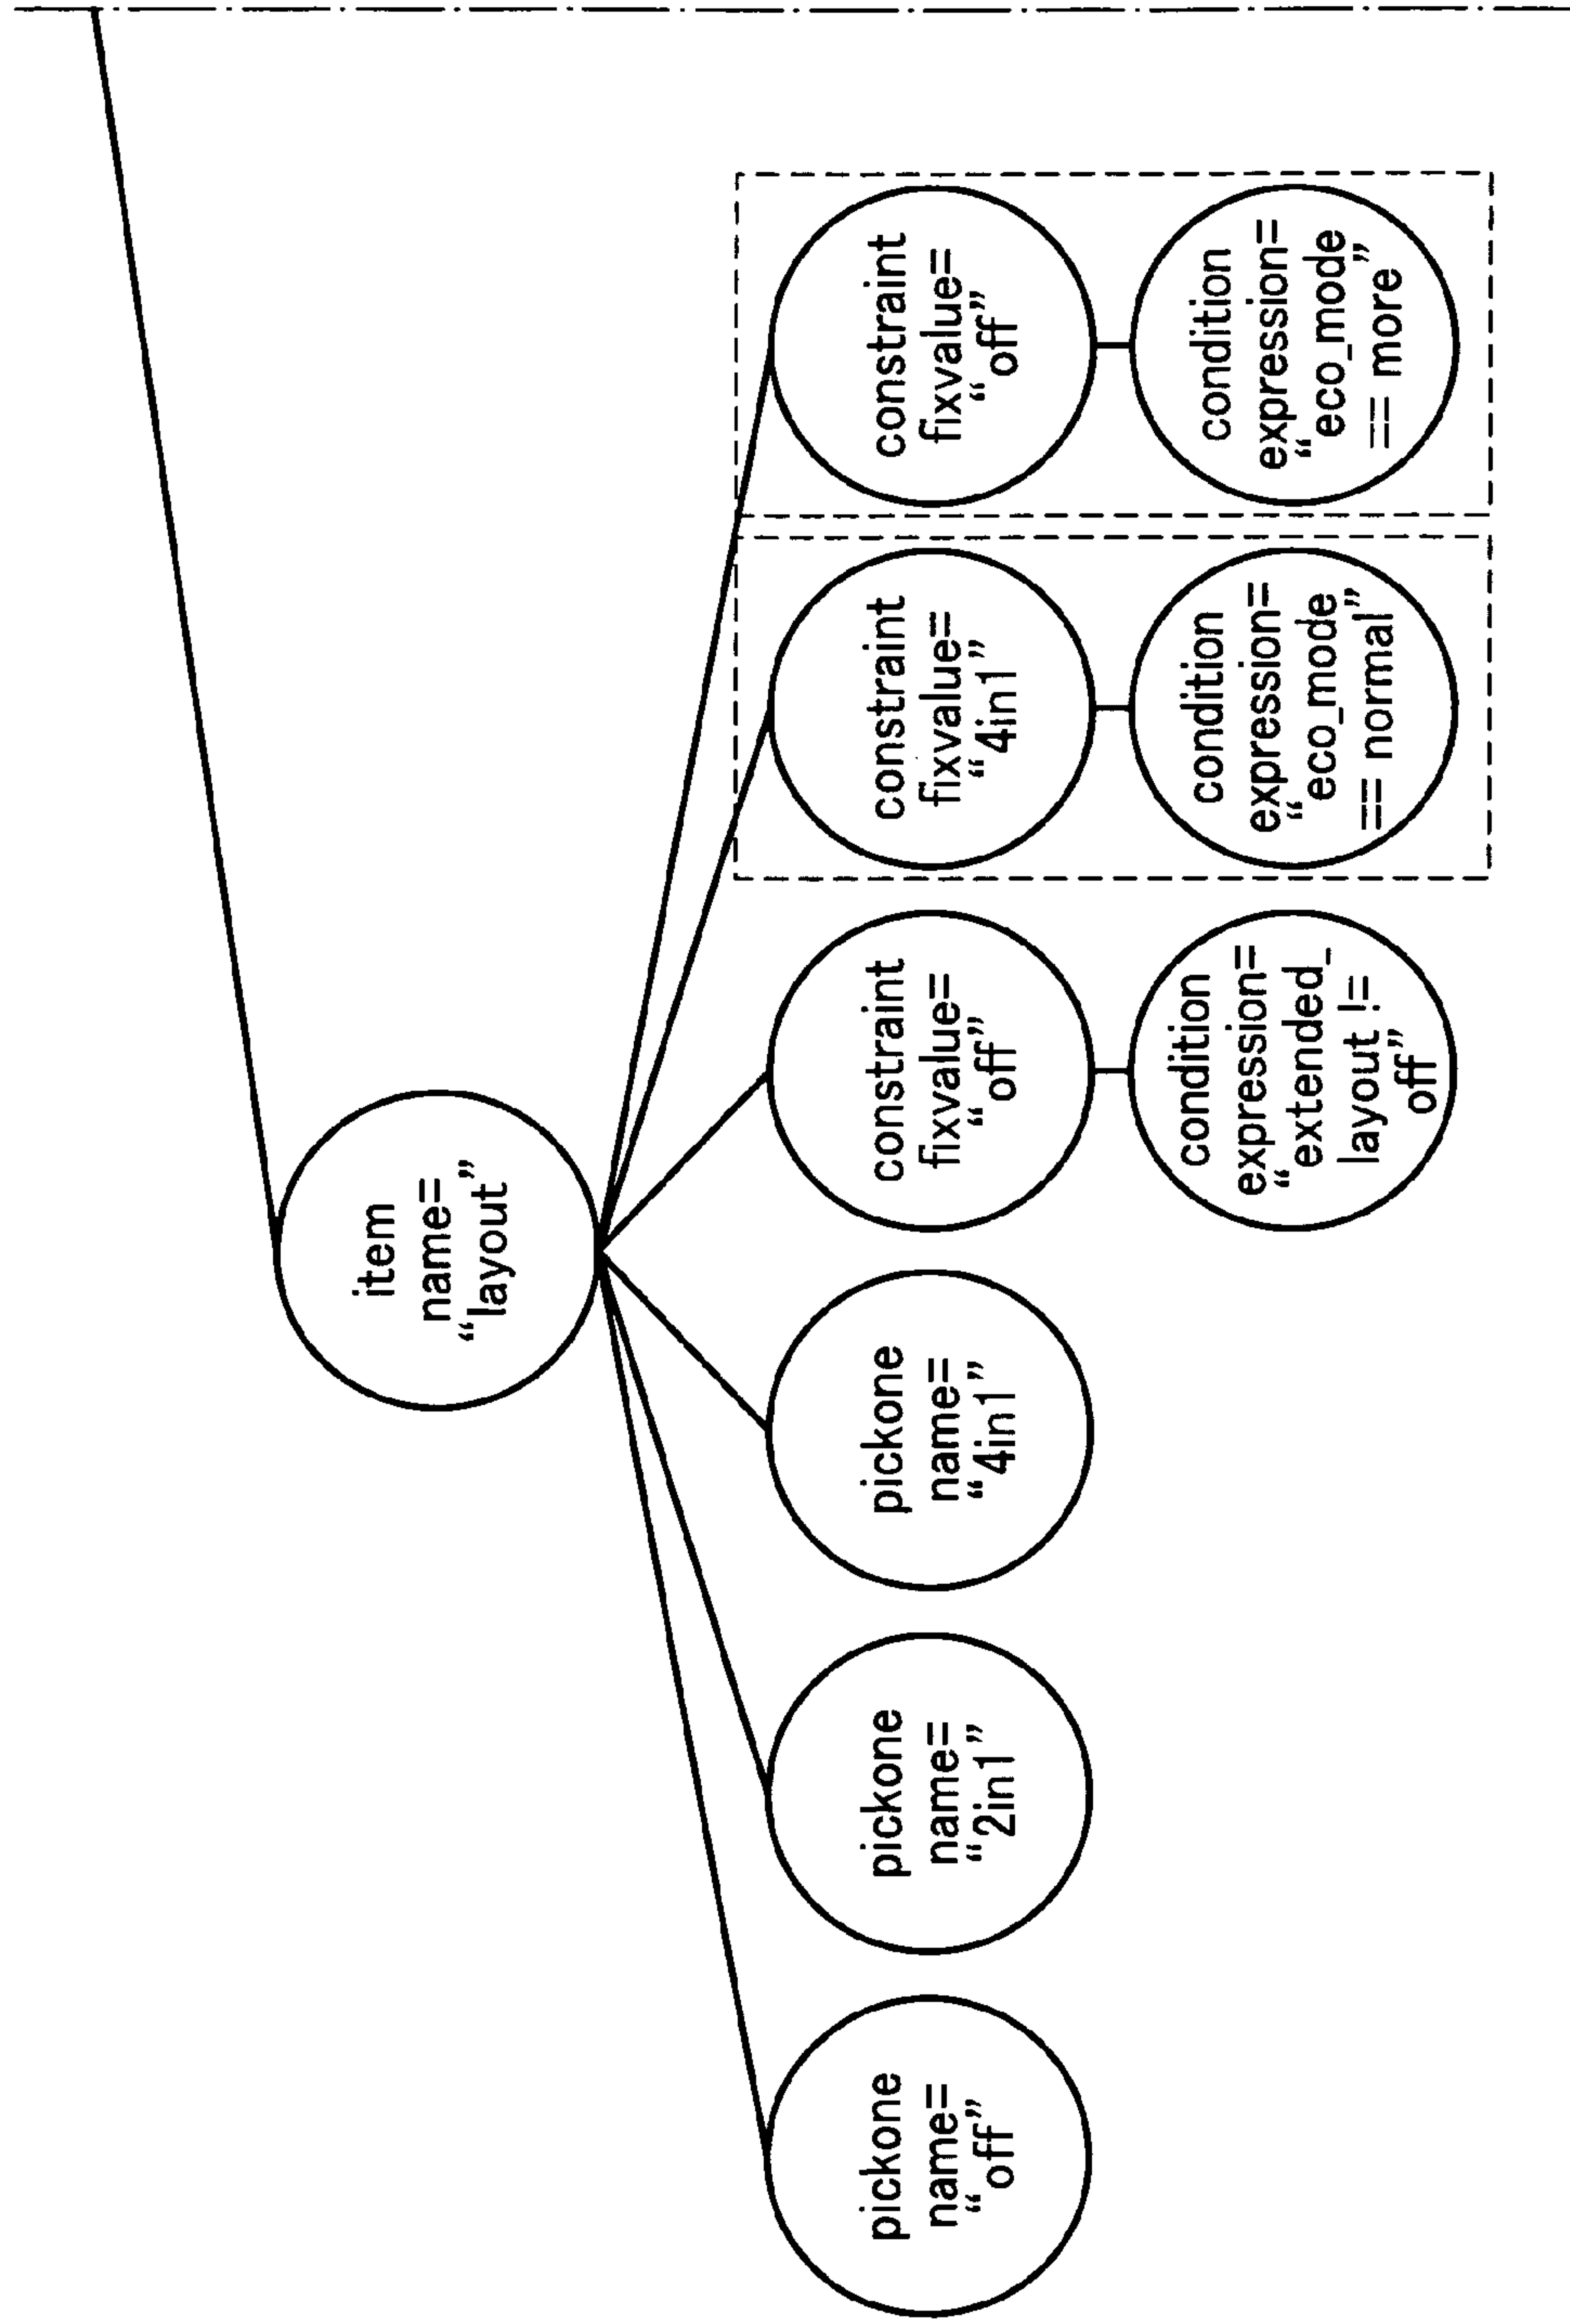 item
name=
“layout”
pickone
name=
“off”
pickone
name=
“2in1”
pickone
name=
“4in1”
constraint
fixvalue=
“off”
condition
expression=
“extended_
layout !=
off”
constraint
fixvalue=
“4in1”
condition
expression=
“eco_mode
== normal”
constraint
fixvalue=
“off”
condition
expression=
“eco_mode
== more”